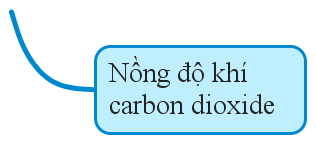 Nồng độ khí
carbon dioxide